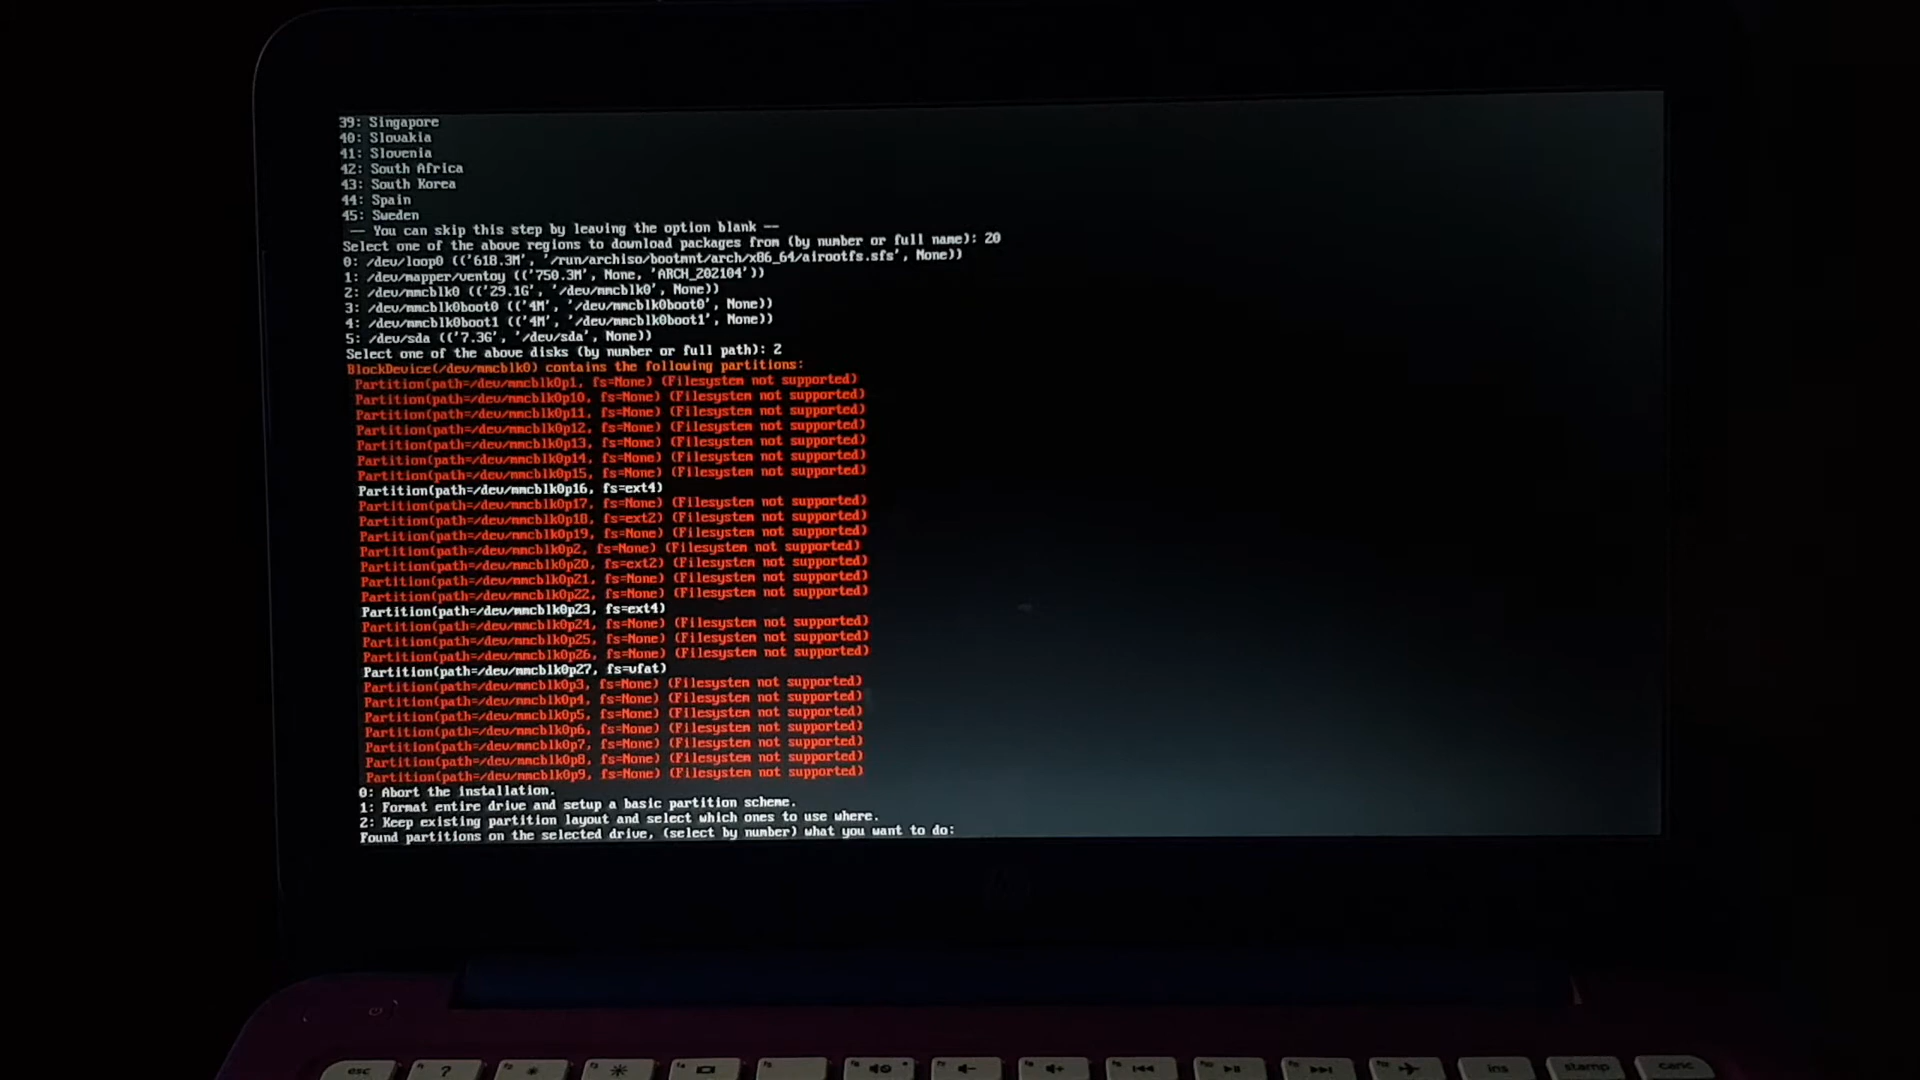 39: Singapore
40: Slovakia
41: Slovenia
42: South Africa
43: South Korea
44: Spain
45: Sweden
-- You can skip this step by leaving the option blank --
Select one of the above regions to download packages from (by number or full name): 20
0: /dev/loop0 (('618.3M', '/run/archiso/bootmnt/arch/x86_64/airootfs.sfs', None))
1: /dev/mapper/ventoy (('750.3M', None, 'ARCH_202104'))
2: /dev/mmcblk0 (('29.1G', '/dev/mmcblk0', None))
3: /dev/mmcblk0boot0 (('4M', '/dev/mmcblk0boot0', None))
4: /dev/mmcblk0boot1 (('4M', '/dev/mmcblk0boot1', None))
5: /dev/sda (('7.3G', '/dev/sda', None))
Select one of the above disks (by number or full path): 2
BlockDevice(/dev/mmcblk0) contains the following partitions:
Partition(path=/dev/mmcblk0p1, fs=None) (Filesystem not supported)
Partition(path=/dev/mmcblk0p10, fs=None) (Filesystem not supported)
Partition(path=/dev/mmcblk0p11, fs=None) (Filesystem not supported)
Partition(path=/dev/mmcblk0p12, fs=None) (Filesystem not supported)
Partition(path=/dev/mmcblk0p13, fs=None) (Filesystem not supported)
Partition(path=/dev/mmcblk0p14, fs=None) (Filesystem not supported)
Partition(path=/dev/mmcblk0p15, fs=None) (Filesystem not supported)
Partition(path=/dev/mmcblk0p16, fs=ext4)
Partition(path=/dev/mmcblk0p17, fs=None) (Filesystem not supported)
Partition(path=/dev/mmcblk0p18, fs=ext2) (Filesystem not supported)
Partition(path=/dev/mmcblk0p19, fs=None) (Filesystem not supported)
Partition(path=/dev/mmcblk0p2, fs=None) (Filesystem not supported)
Partition(path=/dev/mmcblk0p20, fs=ext2) (Filesystem not supported)
Partition(path=/dev/mmcblk0p21, fs=None) (Filesystem not supported)
Partition(path=/dev/mmcblk0p22, fs=None) (Filesystem not supported)
Partition(path=/dev/mmcblk0p23, fs=ext4)
Partition(path=/dev/mmcblk0p24, fs=None) (Filesystem not supported)
Partition(path=/dev/mmcblk0p25, fs=None) (Filesystem not supported)
Partition(path=/dev/mmcblk0p26, fs=None) (Filesystem not supported)
Partition(path=/dev/mmcblk0p27, fs=vfat)
Partition(path=/dev/mmcblk0p3, fs=None) (Filesystem not supported)
Partition(path=/dev/mmcblk0p4, fs=None) (Filesystem not supported)
Partition(path=/dev/mmcblk0p5, fs=None) (Filesystem not supported)
Partition(path=/dev/mmcblk0p6, fs=None) (Filesystem not supported)
Partition(path=/dev/mmcblk0p7, fs=None) (Filesystem not supported)
Partition(path=/dev/mmcblk0p8, fs=None) (Filesystem not supported)
Partition(path=/dev/mmcblk0p9, fs=None) (Filesystem not supported)
0: Abort the installation.
1: Format entire drive and setup a basic partition scheme.
2: Keep existing partition layout and select which ones to use where.
Found partitions on the selected drive, (select by number) what you want to do:
esc ? ins stamp canc